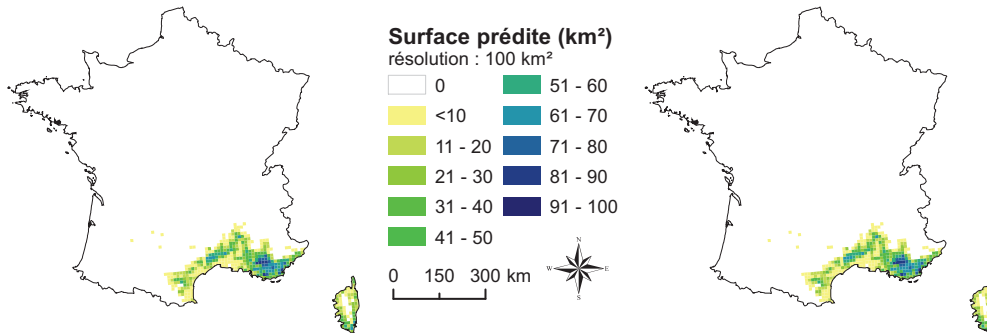 Surface prédite (km²)
résolution : 100 km²
0
<10
11 - 20
21 - 30
31 - 40
41 - 50
51 - 60
61 - 70
71 - 80
81 - 90
91 - 100
0 150 300 km
N
W E
S